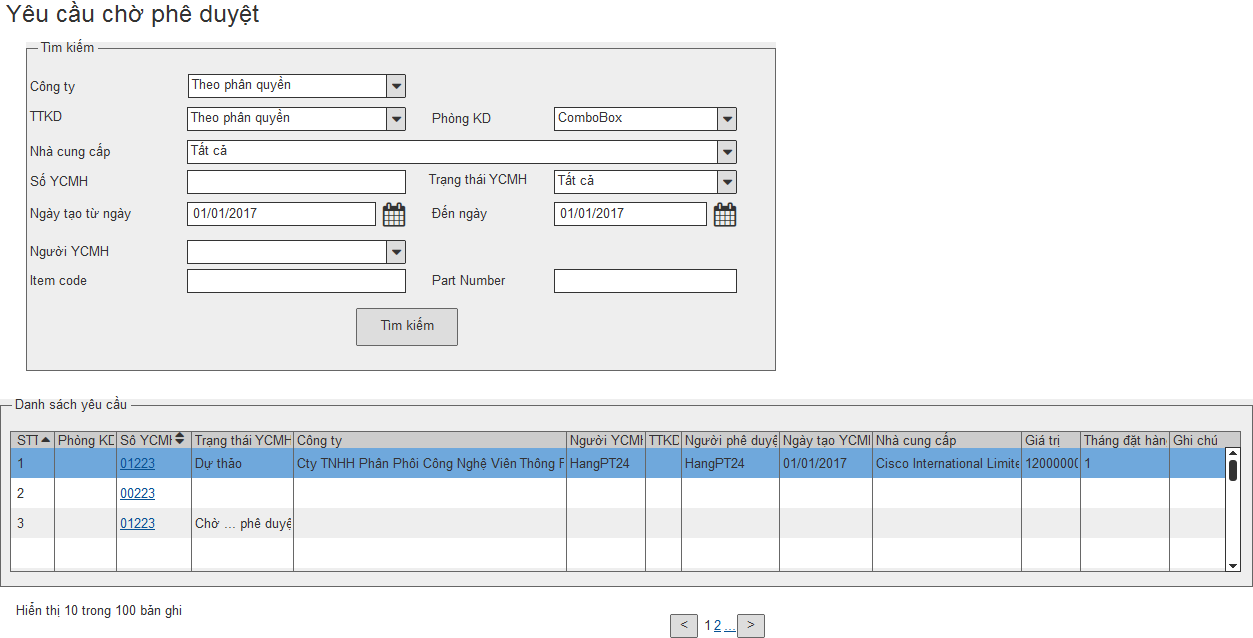 Yêu cầu chờ phê duyệt
Tìm kiếm
Công ty Theo phân quyền
TTKD Theo phân quyền Phòng KD ComboBox
Nhà cung cấp Tất cả
Số YCMH Trạng thái YCMH Tất cả
Ngày tạo từ ngày 01/01/2017 Đến ngày 01/01/2017
Người YCMH
Item code Part Number
Tìm kiếm
Danh sách yêu cầu
STT Phòng KD Số YCMH Trạng thái YCMH Công ty Người YCMH TTKD Người phê duyệ Ngày tạo YCMH Nhà cung cấp Giá trị Tháng đặt hàn Ghi chú
1 01223 Dự thảo Cty TNHH Phân Phối Công Nghệ Viễn Thông F HangPT24 HangPT24 01/01/2017 Cisco International Limite 12000000 1
2 00223
3 01223 Chờ ... phê duyệ
Hiển thị 10 trong 100 bản ghi
< 1 2 ... >